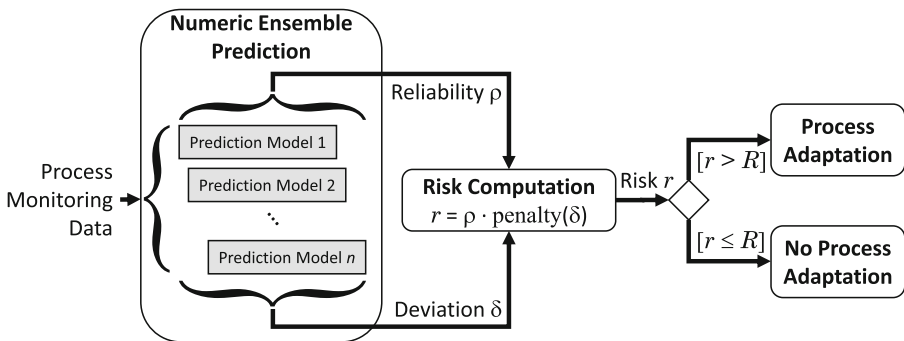 Numeric Ensemble
Prediction
Process
Monitoring
Data
Prediction Model 1
Prediction Model 2
...
Prediction Model n
Reliability ρ
Deviation δ
Risk Computation
r = ρ · penalty(δ)
Risk r
[r > R]
[r ≤ R]
Process
Adaptation
No Process
Adaptation